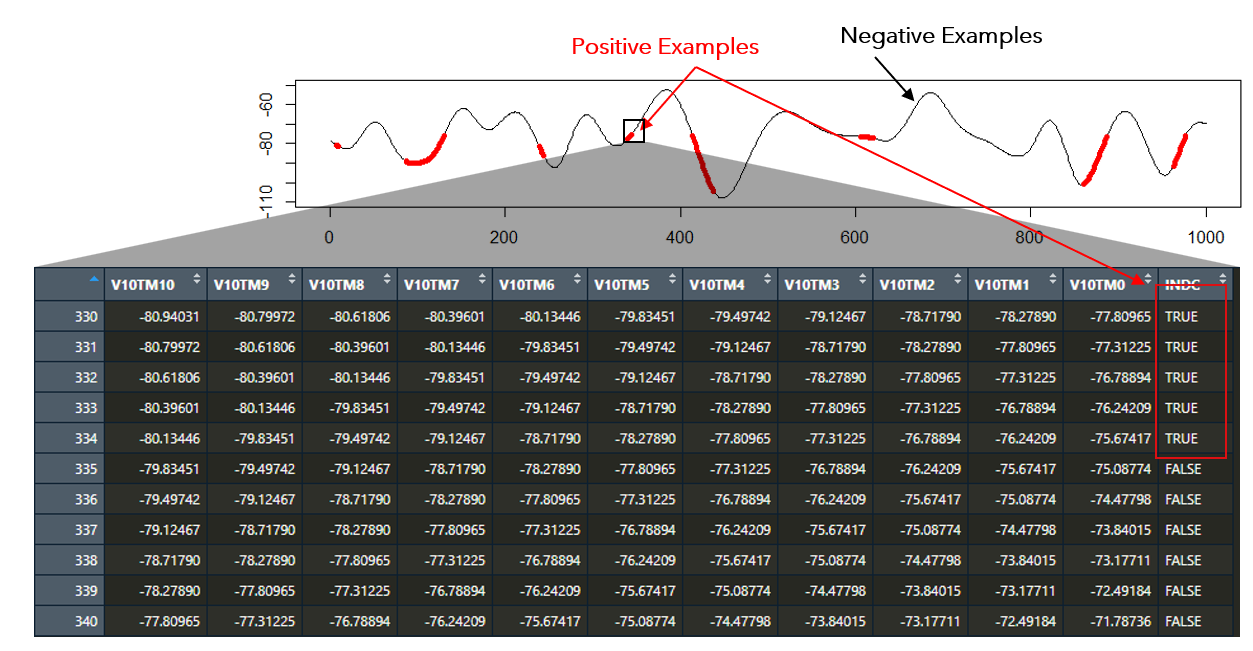 Positive Examples
Negative Examples
-60
-80
-110
0 200 400 600 800 1000
V10TM10 V10TM9 V10TM8 V10TM7 V10TM6 V10TM5 V10TM4 V10TM3 V10TM2 V10TM1 V10TM0 INDC
330 -80.94031 -80.79972 -80.61806 -80.39601 -80.13446 -79.83451 -79.49742 -79.12467 -78.71790 -78.27890 -77.80965 TRUE
331 -80.79972 -80.61806 -80.39601 -80.13446 -79.83451 -79.49742 -79.12467 -78.71790 -78.27890 -77.80965 -77.31225 TRUE
332 -80.61806 -80.39601 -80.13446 -79.83451 -79.49742 -79.12467 -78.71790 -78.27890 -77.80965 -77.31225 -76.78894 TRUE
333 -80.39601 -80.13446 -79.83451 -79.49742 -79.12467 -78.71790 -78.27890 -77.80965 -77.31225 -76.78894 -76.24209 TRUE
334 -80.13446 -79.83451 -79.49742 -79.12467 -78.71790 -78.27890 -77.80965 -77.31225 -76.78894 -76.24209 -75.67417 TRUE
335 -79.83451 -79.49742 -79.12467 -78.71790 -78.27890 -77.80965 -77.31225 -76.78894 -76.24209 -75.67417 -75.08774 FALSE
336 -79.49742 -79.12467 -78.71790 -78.27890 -77.80965 -77.31225 -76.78894 -76.24209 -75.67417 -75.08774 -74.47798 FALSE
337 -79.12467 -78.71790 -78.27890 -77.80965 -77.31225 -76.78894 -76.24209 -75.67417 -75.08774 -74.47798 -73.84015 FALSE
338 -78.71790 -78.27890 -77.80965 -77.31225 -76.78894 -76.24209 -75.67417 -75.08774 -74.47798 -73.84015 -73.17711 FALSE
339 -78.27890 -77.80965 -77.31225 -76.78894 -76.24209 -75.67417 -75.08774 -74.47798 -73.84015 -73.17711 -72.49184 FALSE
340 -77.80965 -77.31225 -76.78894 -76.24209 -75.67417 -75.08774 -74.47798 -73.84015 -73.17711 -72.49184 -71.78736 FALSE